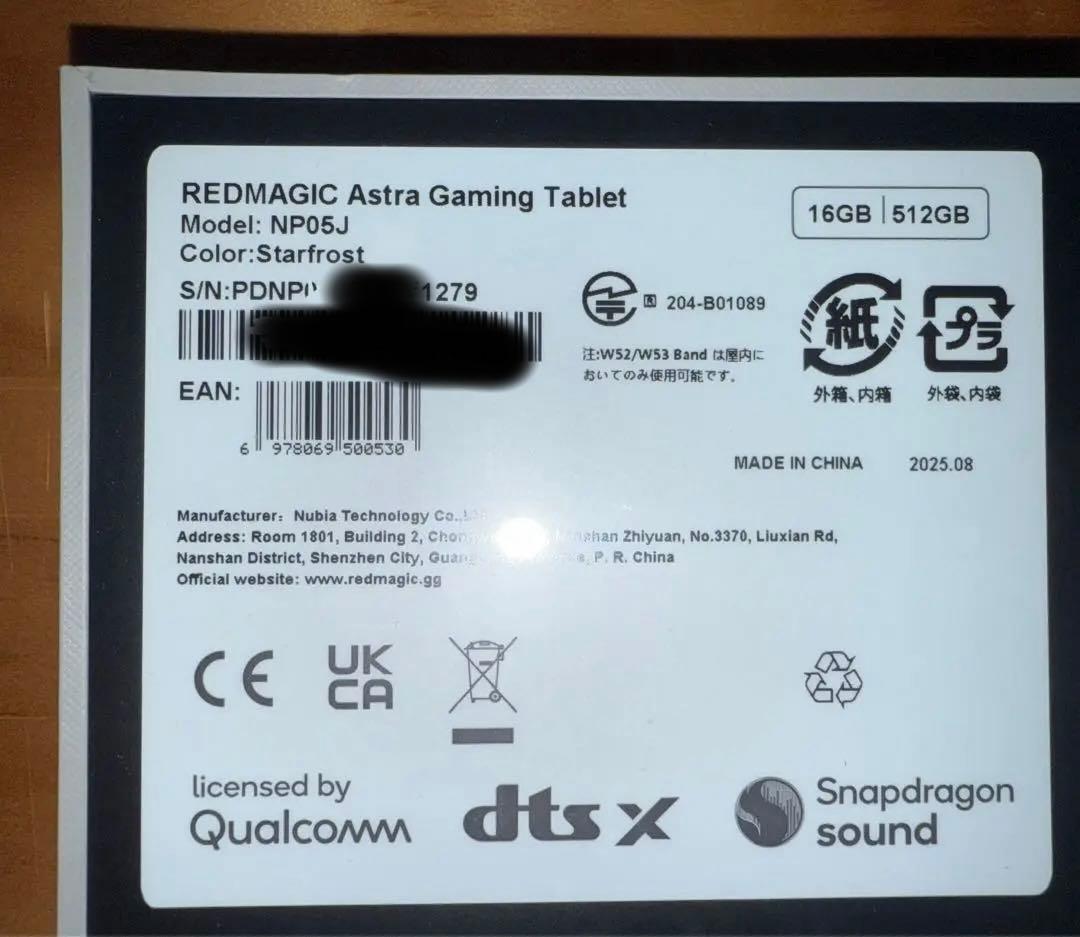 REDMAGIC Astra Gaming Tablet
Model: NP05J
Color:Starfrost
S/N:PDNP 1279
EAN:
6 978069 500530
16GB | 512GB
R 204-B01089
注:W52/W53 Band は屋内に
おいてのみ使用可能です。
紙
外箱、内箱
プラ
外袋、内袋
MADE IN CHINA 2025.08
Manufacturer: Nubia Technology Co.,
Address: Room 1801, Building 2, Zhiyuan, No.3370, Liuxian Rd,
Nanshan District, Shenzhen City, P. R. China
Official website: www.redmagic.gg
CE
UK
CA
licensed by
Qualcomm
dts x
Snapdragon
sound